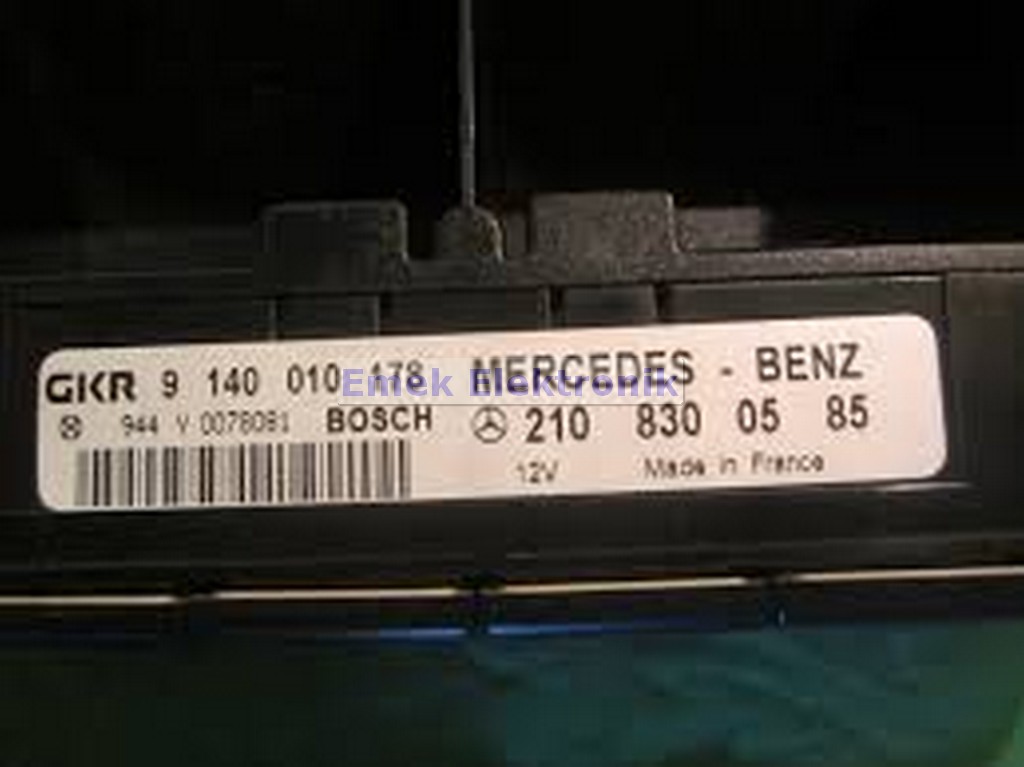 GKR 9 140 010 178 MERCEDES - BENZ
Emek Elektronik
944 V 0078081 BOSCH 210 830 05 85
12V Made in France